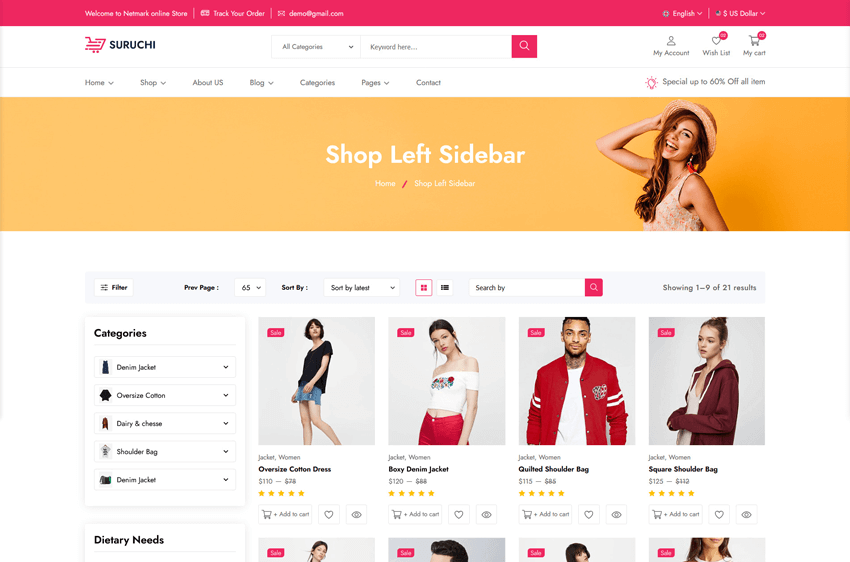 Welcome to Netmark online Store
Track Your Order
demo@gmail.com
English
$ US Dollar
SURUCHI
All Categories
Keyword here...
My Account
03
Wish List
02
My cart
Home
Shop
About US
Blog
Categories
Pages
Contact
Special up to 60% Off all item
Shop Left Sidebar
Home / Shop Left Sidebar
Filter
Prev Page :
65
Sort By :
Sort by latest
Search by
Showing 1–9 of 21 results
Categories
Denim Jacket
Oversize Cotton
Dairy & chesse
Shoulder Bag
Denim Jacket
Dietary Needs
Sale
Jacket, Women
Oversize Cotton Dress
$110 — $78
+ Add to cart
Sale
Jacket, Women
Boxy Denim Jacket
$120 — $88
+ Add to cart
Sale
Jacket, Women
Quilted Shoulder Bag
$115 — $85
+ Add to cart
Sale
Jacket, Women
Square Shoulder Bag
$125 — $112
+ Add to cart
Sale
Sale
Sale
Sale